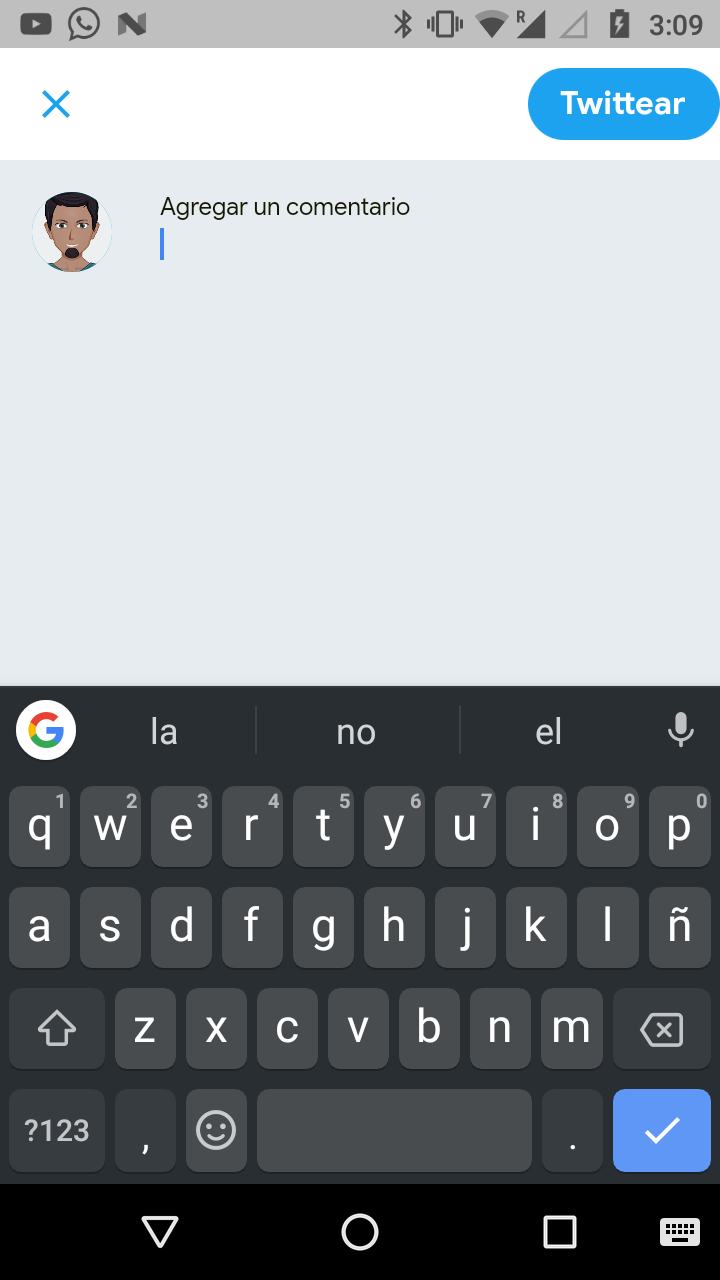 R 3:09
Twittear
Agregar un comentario
G la no el
1 2 3 4 5 6 7 8 9 0
q w e r t y u i o p
a s d f g h j k l ñ
z x c v b n m
?123 , .